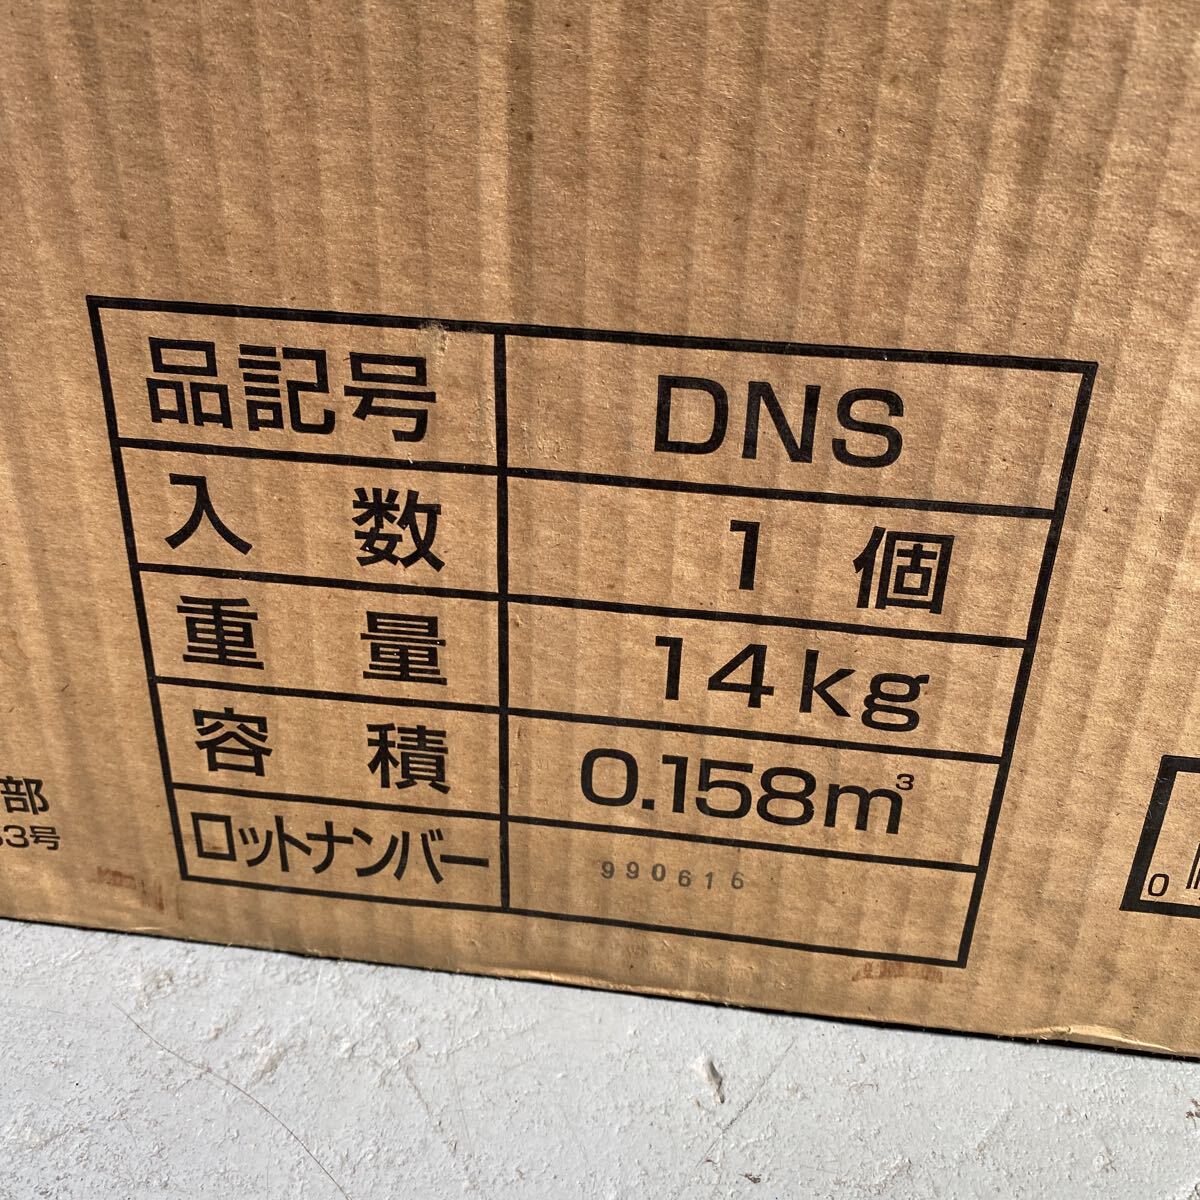 品記号 DNS
入数 1個
重量 14kg
容積 0.158m³
ロットナンバー 990616
部
3号
0